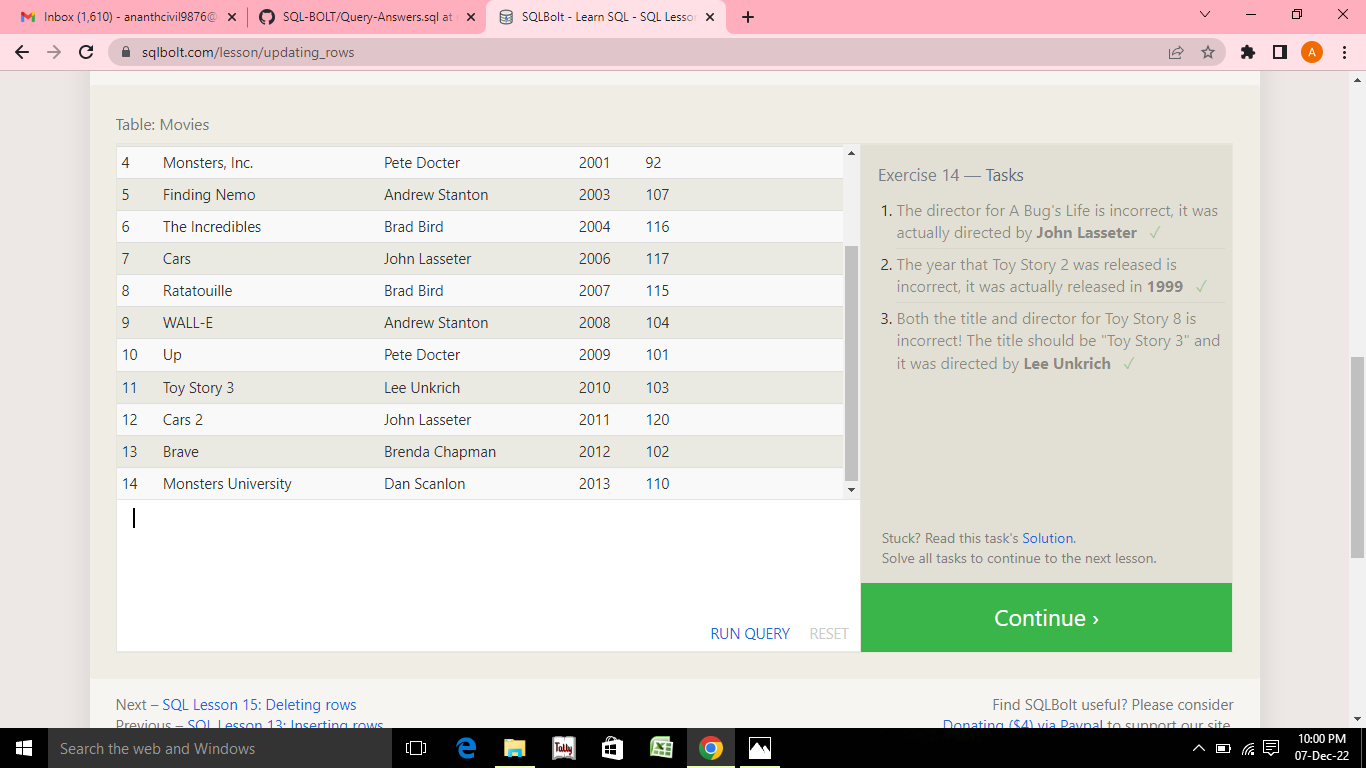 Inbox (1,610) - ananthcivil9876@
SQL-BOLT/Query-Answers.sql at
SQLBolt - Learn SQL - SQL Lesson
sqlbolt.com/lesson/updating_rows
A
Table: Movies
4 Monsters, Inc. Pete Docter 2001 92
5 Finding Nemo Andrew Stanton 2003 107
6 The Incredibles Brad Bird 2004 116
7 Cars John Lasseter 2006 117
8 Ratatouille Brad Bird 2007 115
9 WALL-E Andrew Stanton 2008 104
10 Up Pete Docter 2009 101
11 Toy Story 3 Lee Unkrich 2010 103
12 Cars 2 John Lasseter 2011 120
13 Brave Brenda Chapman 2012 102
14 Monsters University Dan Scanlon 2013 110
RUN QUERY RESET
Exercise 14 — Tasks
1. The director for A Bug's Life is incorrect, it was
actually directed by John Lasseter ✓
2. The year that Toy Story 2 was released is
incorrect, it was actually released in 1999 ✓
3. Both the title and director for Toy Story 8 is
incorrect! The title should be "Toy Story 3" and
it was directed by Lee Unkrich ✓
Stuck? Read this task's Solution.
Solve all tasks to continue to the next lesson.
Continue ›
Next – SQL Lesson 15: Deleting rows
Previous – SQL Lesson 13: Inserting rows
Find SQLBolt useful? Please consider
Donating ($4) via Paypal to support our site.
Search the web and Windows
Tally
10:00 PM
07-Dec-22